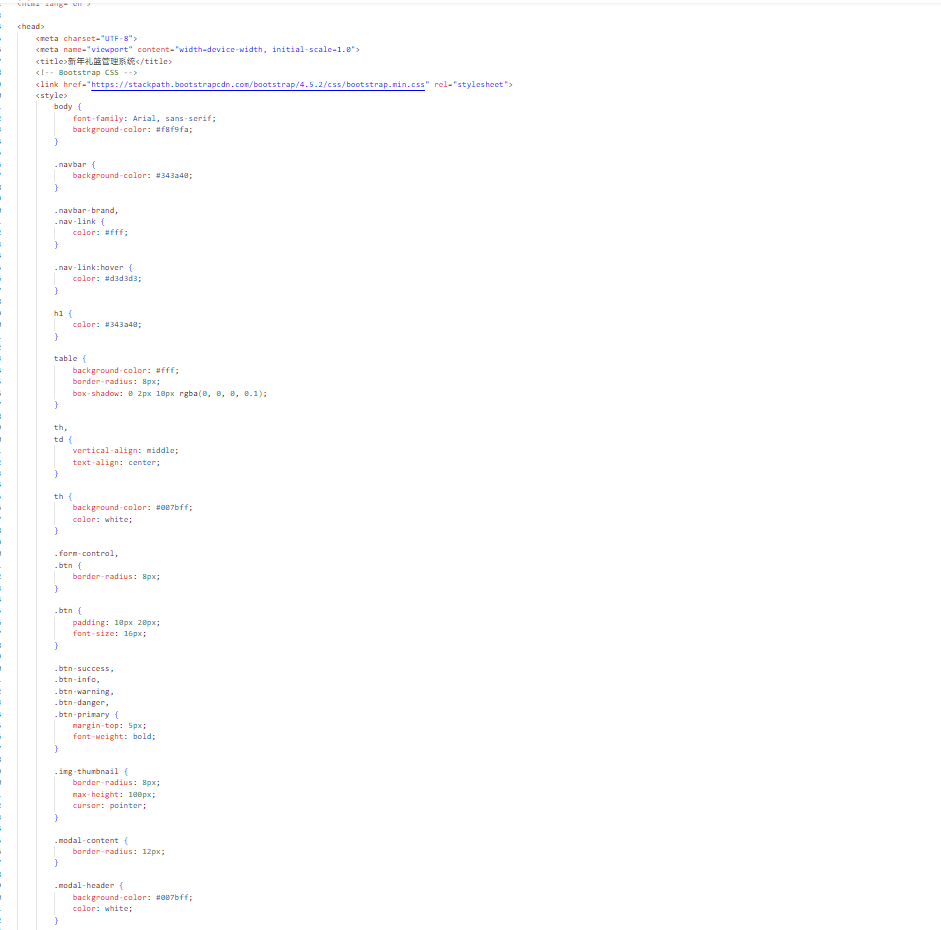 <html lang="en">
<head>
<meta charset="UTF-8">
<meta name="viewport" content="width=device-width, initial-scale=1.0">
<title>新年礼篮管理系统</title>
<!-- Bootstrap CSS -->
<link href="https://stackpath.bootstrapcdn.com/bootstrap/4.5.2/css/bootstrap.min.css" rel="stylesheet">
<style>
body {
font-family: Arial, sans-serif;
background-color: #f8f9fa;
}
.navbar {
background-color: #343a40;
}
.navbar-brand,
.nav-link {
color: #fff;
}
.nav-link:hover {
color: #d3d3d3;
}
h1 {
color: #343a40;
}
table {
background-color: #fff;
border-radius: 8px;
box-shadow: 0 2px 10px rgba(0, 0, 0, 0.1);
}
th,
td {
vertical-align: middle;
text-align: center;
}
th {
background-color: #007bff;
color: white;
}
.form-control,
.btn {
border-radius: 8px;
}
.btn {
padding: 10px 20px;
font-size: 16px;
}
.btn-success,
.btn-info,
.btn-warning,
.btn-danger,
.btn-primary {
margin-top: 5px;
font-weight: bold;
}
.img-thumbnail {
border-radius: 8px;
max-height: 100px;
cursor: pointer;
}
.modal-content {
border-radius: 12px;
}
.modal-header {
background-color: #007bff;
color: white;
}